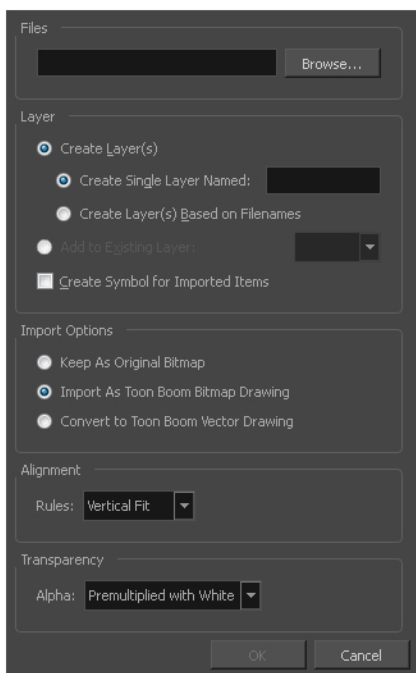 Files
Browse...
Layer
Create Layer(s)
Create Single Layer Named:
Create Layer(s) Based on Filenames
Add to Existing Layer:
Create Symbol for Imported Items
Import Options
Keep As Original Bitmap
Import As Toon Boom Bitmap Drawing
Convert to Toon Boom Vector Drawing
Alignment
Rules: Vertical Fit
Transparency
Alpha: Premultiplied with White
OK Cancel